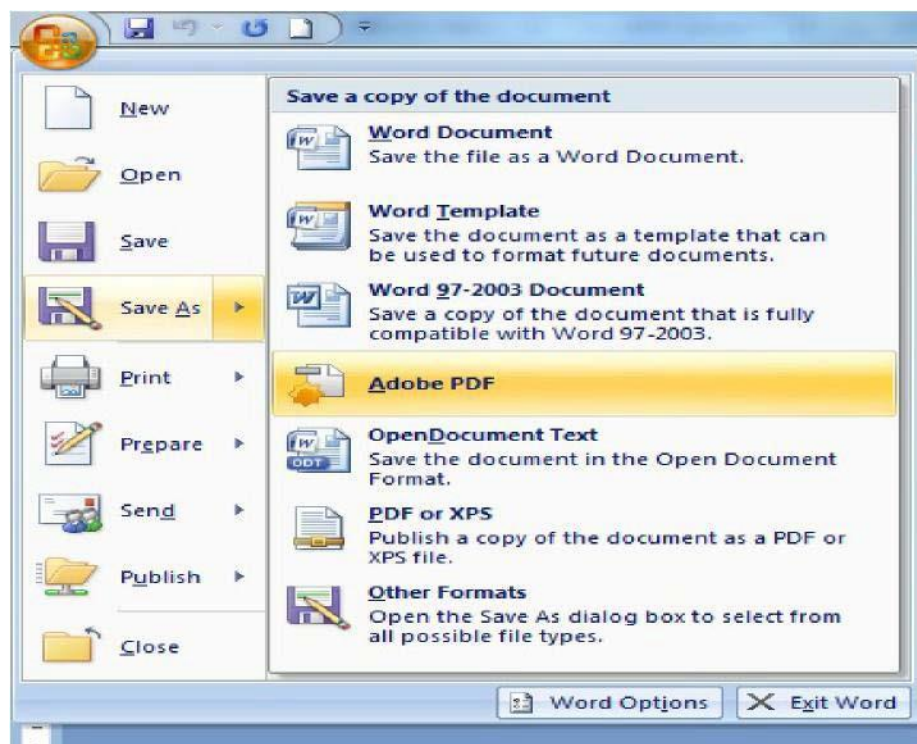 New
Open
Save
Save As
Print
Prepare
Send
Publish
Close
Save a copy of the document
Word Document
Save the file as a Word Document.
Word Template
Save the document as a template that can
be used to format future documents.
Word 97-2003 Document
Save a copy of the document that is fully
compatible with Word 97-2003.
Adobe PDF
OpenDocument Text
Save the document in the Open Document
Format.
PDF or XPS
Publish a copy of the document as a PDF or
XPS file.
Other Formats
Open the Save As dialog box to select from
all possible file types.
ODT
Word Options
Exit Word